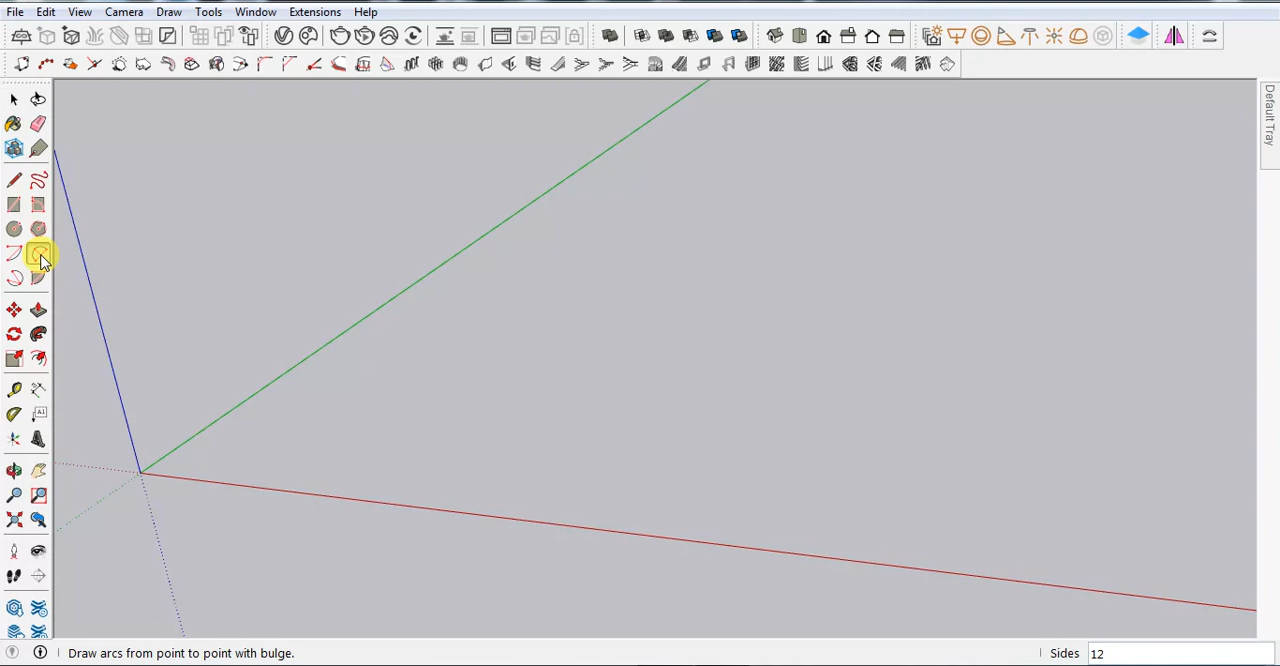 File Edit View Camera Draw Tools Window Extensions Help
Default Tray
A1
Draw arcs from point to point with bulge.
Sides 12